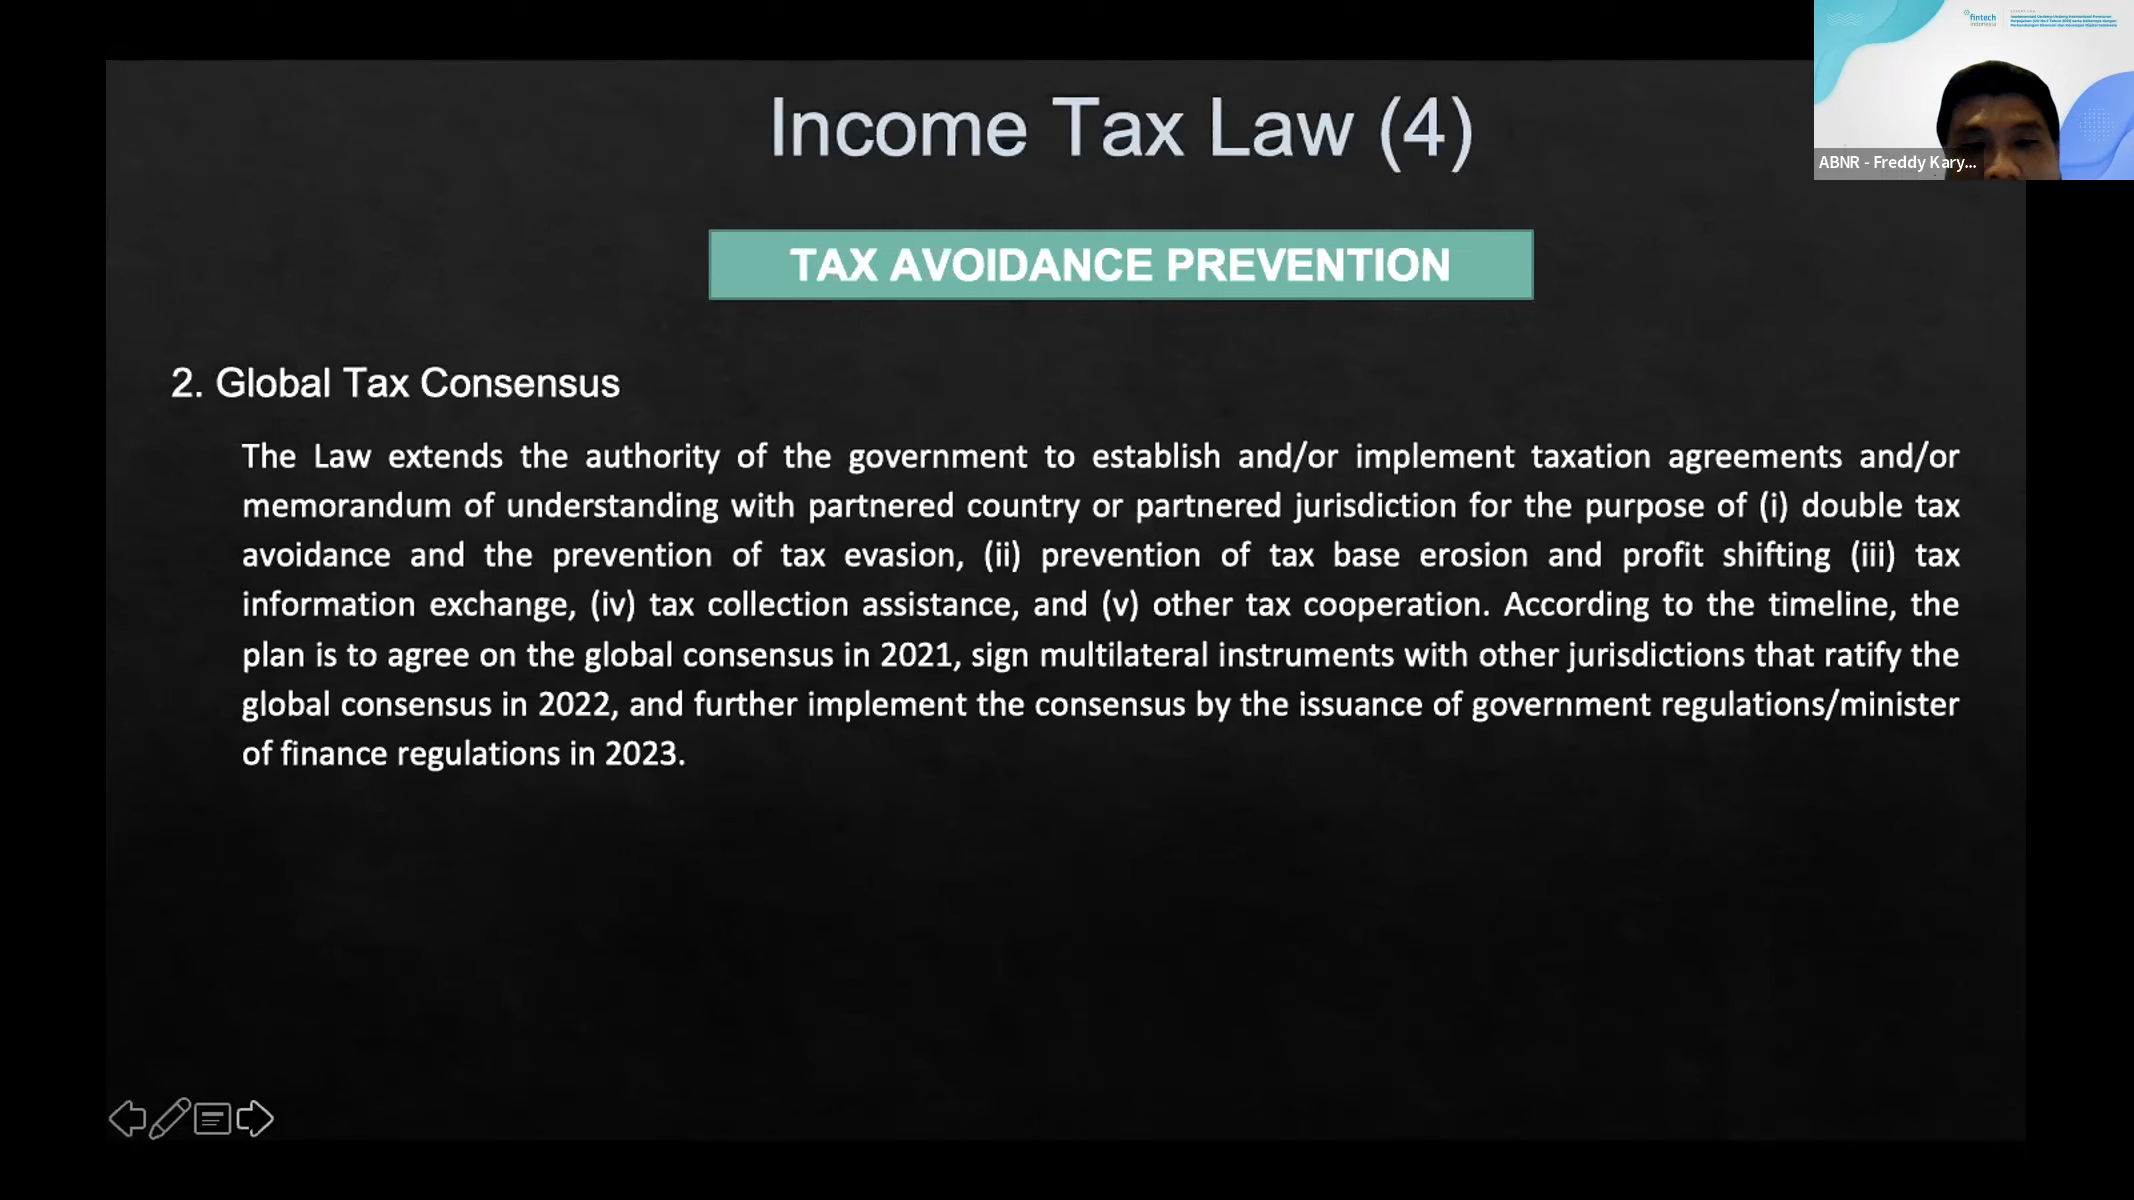 Income Tax Law (4)
TAX AVOIDANCE PREVENTION
2. Global Tax Consensus
The Law extends the authority of the government to establish and/or implement taxation agreements and/or
memorandum of understanding with partnered country or partnered jurisdiction for the purpose of (i) double tax
avoidance and the prevention of tax evasion, (ii) prevention of tax base erosion and profit shifting (iii) tax
information exchange, (iv) tax collection assistance, and (v) other tax cooperation. According to the timeline, the
plan is to agree on the global consensus in 2021, sign multilateral instruments with other jurisdictions that ratify the
global consensus in 2022, and further implement the consensus by the issuance of government regulations/minister
of finance regulations in 2023.
fintech
indonesia
ABNR - Freddy Kary...